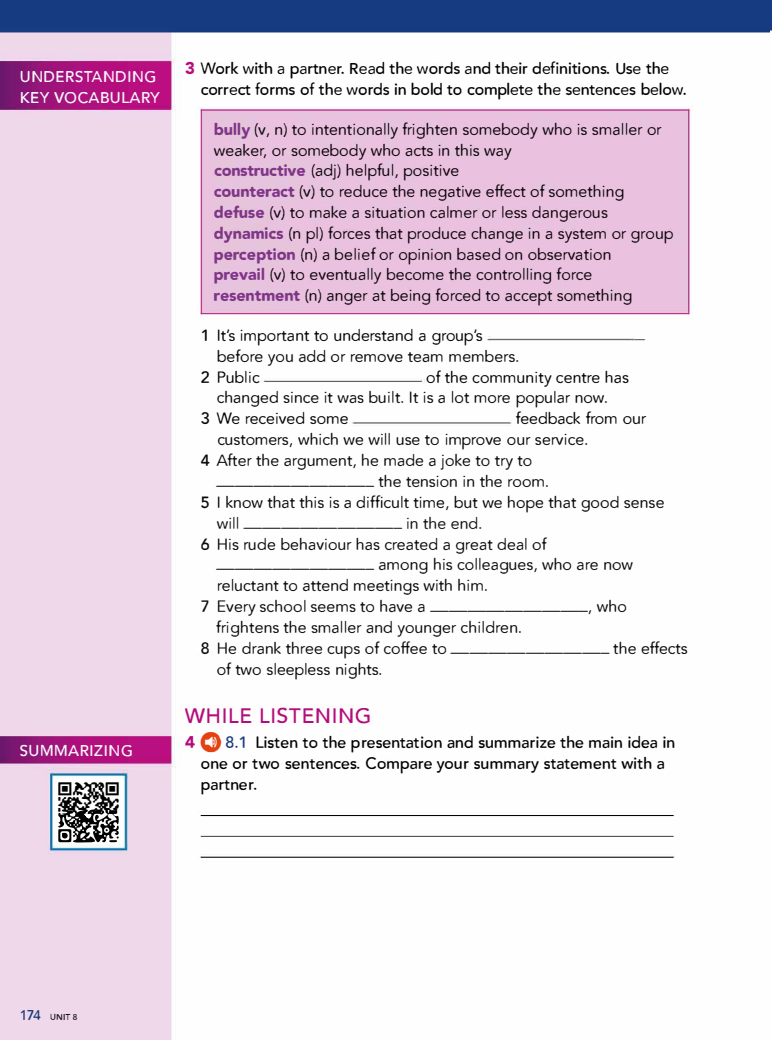 UNDERSTANDING
KEY VOCABULARY
3 Work with a partner. Read the words and their definitions. Use the
correct forms of the words in bold to complete the sentences below.
bully (v, n) to intentionally frighten somebody who is smaller or
weaker, or somebody who acts in this way
constructive (adj) helpful, positive
counteract (v) to reduce the negative effect of something
defuse (v) to make a situation calmer or less dangerous
dynamics (n pl) forces that produce change in a system or group
perception (n) a belief or opinion based on observation
prevail (v) to eventually become the controlling force
resentment (n) anger at being forced to accept something
1 It's important to understand a group's ____________________
before you add or remove team members.
2 Public ____________________ of the community centre has
changed since it was built. It is a lot more popular now.
3 We received some ____________________ feedback from our
customers, which we will use to improve our service.
4 After the argument, he made a joke to try to
____________________ the tension in the room.
5 I know that this is a difficult time, but we hope that good sense
will ____________________ in the end.
6 His rude behaviour has created a great deal of
____________________ among his colleagues, who are now
reluctant to attend meetings with him.
7 Every school seems to have a ____________________, who
frightens the smaller and younger children.
8 He drank three cups of coffee to ____________________ the effects
of two sleepless nights.
WHILE LISTENING
SUMMARIZING
4 8.1 Listen to the presentation and summarize the main idea in
one or two sentences. Compare your summary statement with a
partner.
174 UNIT 8